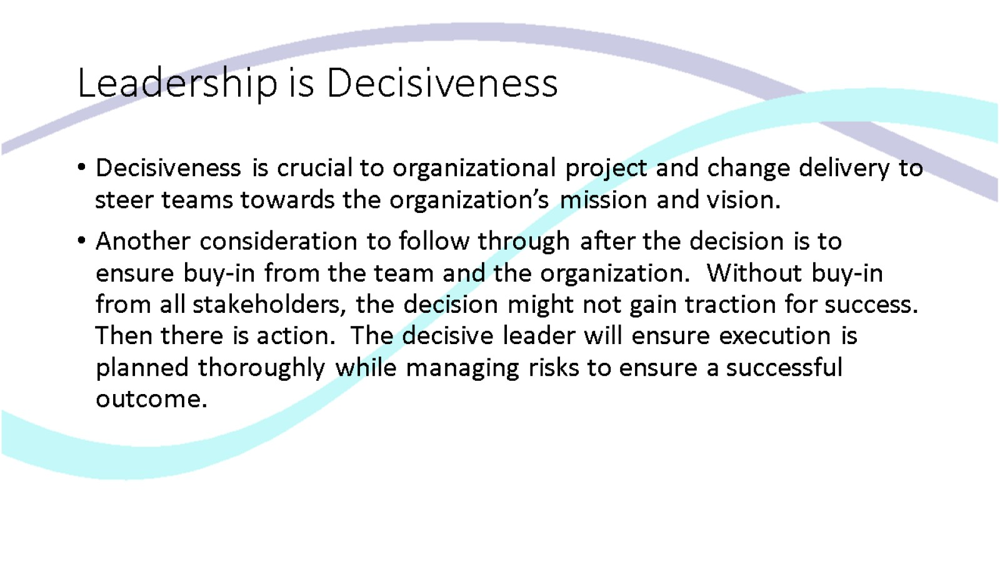 Leadership is Decisiveness
• Decisiveness is crucial to organizational project and change delivery to
steer teams towards the organization’s mission and vision.
• Another consideration to follow through after the decision is to
ensure buy-in from the team and the organization.  Without buy-in
from all stakeholders, the decision might not gain traction for success.
Then there is action.  The decisive leader will ensure execution is
planned thoroughly while managing risks to ensure a successful
outcome.